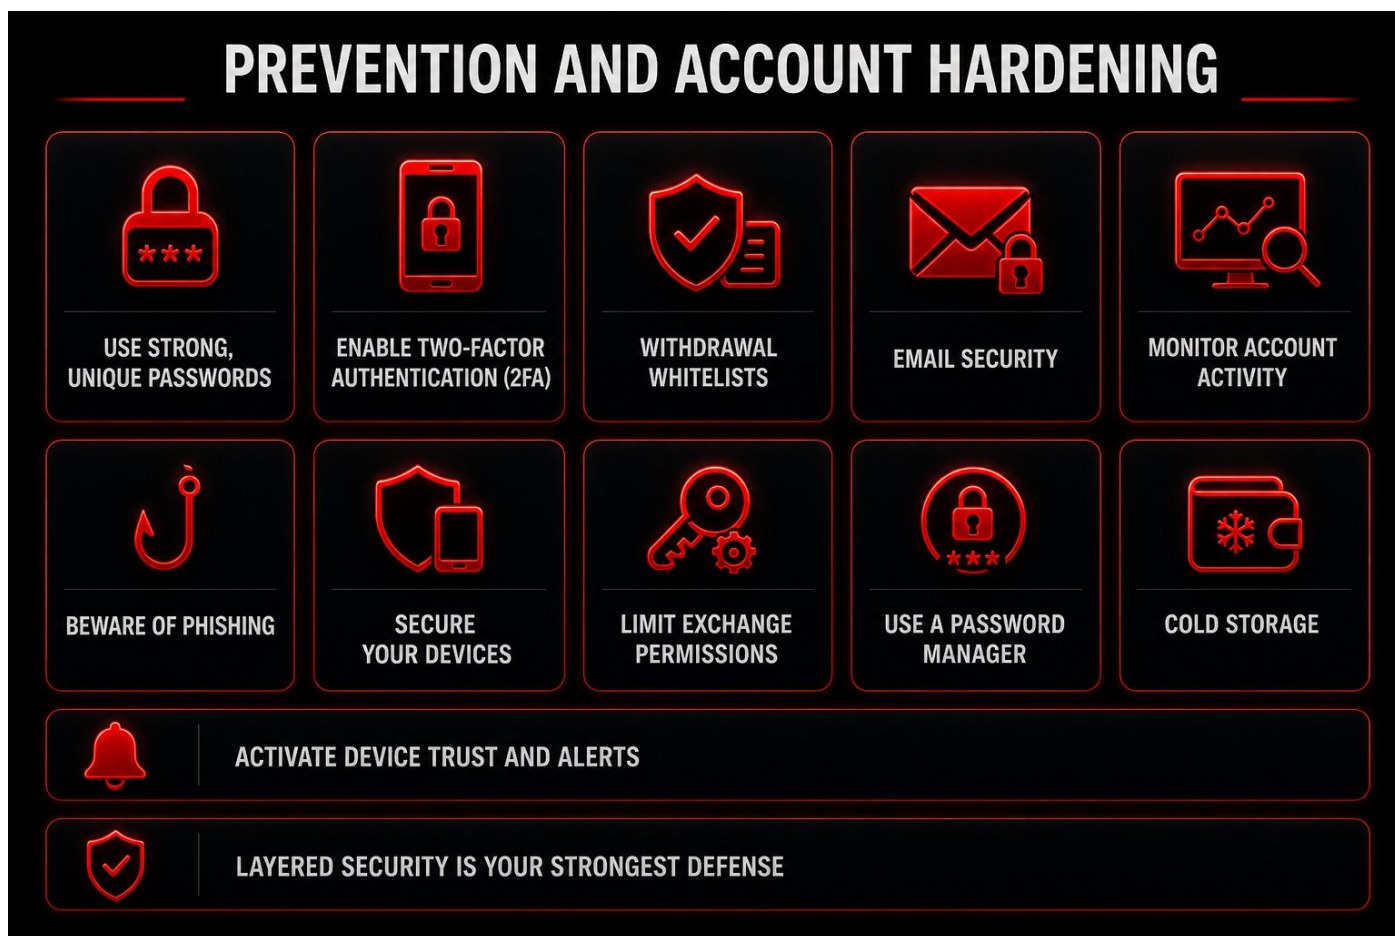 PREVENTION AND ACCOUNT HARDENING
***
USE STRONG,
UNIQUE PASSWORDS
ENABLE TWO-FACTOR
AUTHENTICATION (2FA)
WITHDRAWAL
WHITELISTS
EMAIL SECURITY
MONITOR ACCOUNT
ACTIVITY
BEWARE OF PHISHING
SECURE
YOUR DEVICES
LIMIT EXCHANGE
PERMISSIONS
***
USE A PASSWORD
MANAGER
COLD STORAGE
ACTIVATE DEVICE TRUST AND ALERTS
LAYERED SECURITY IS YOUR STRONGEST DEFENSE